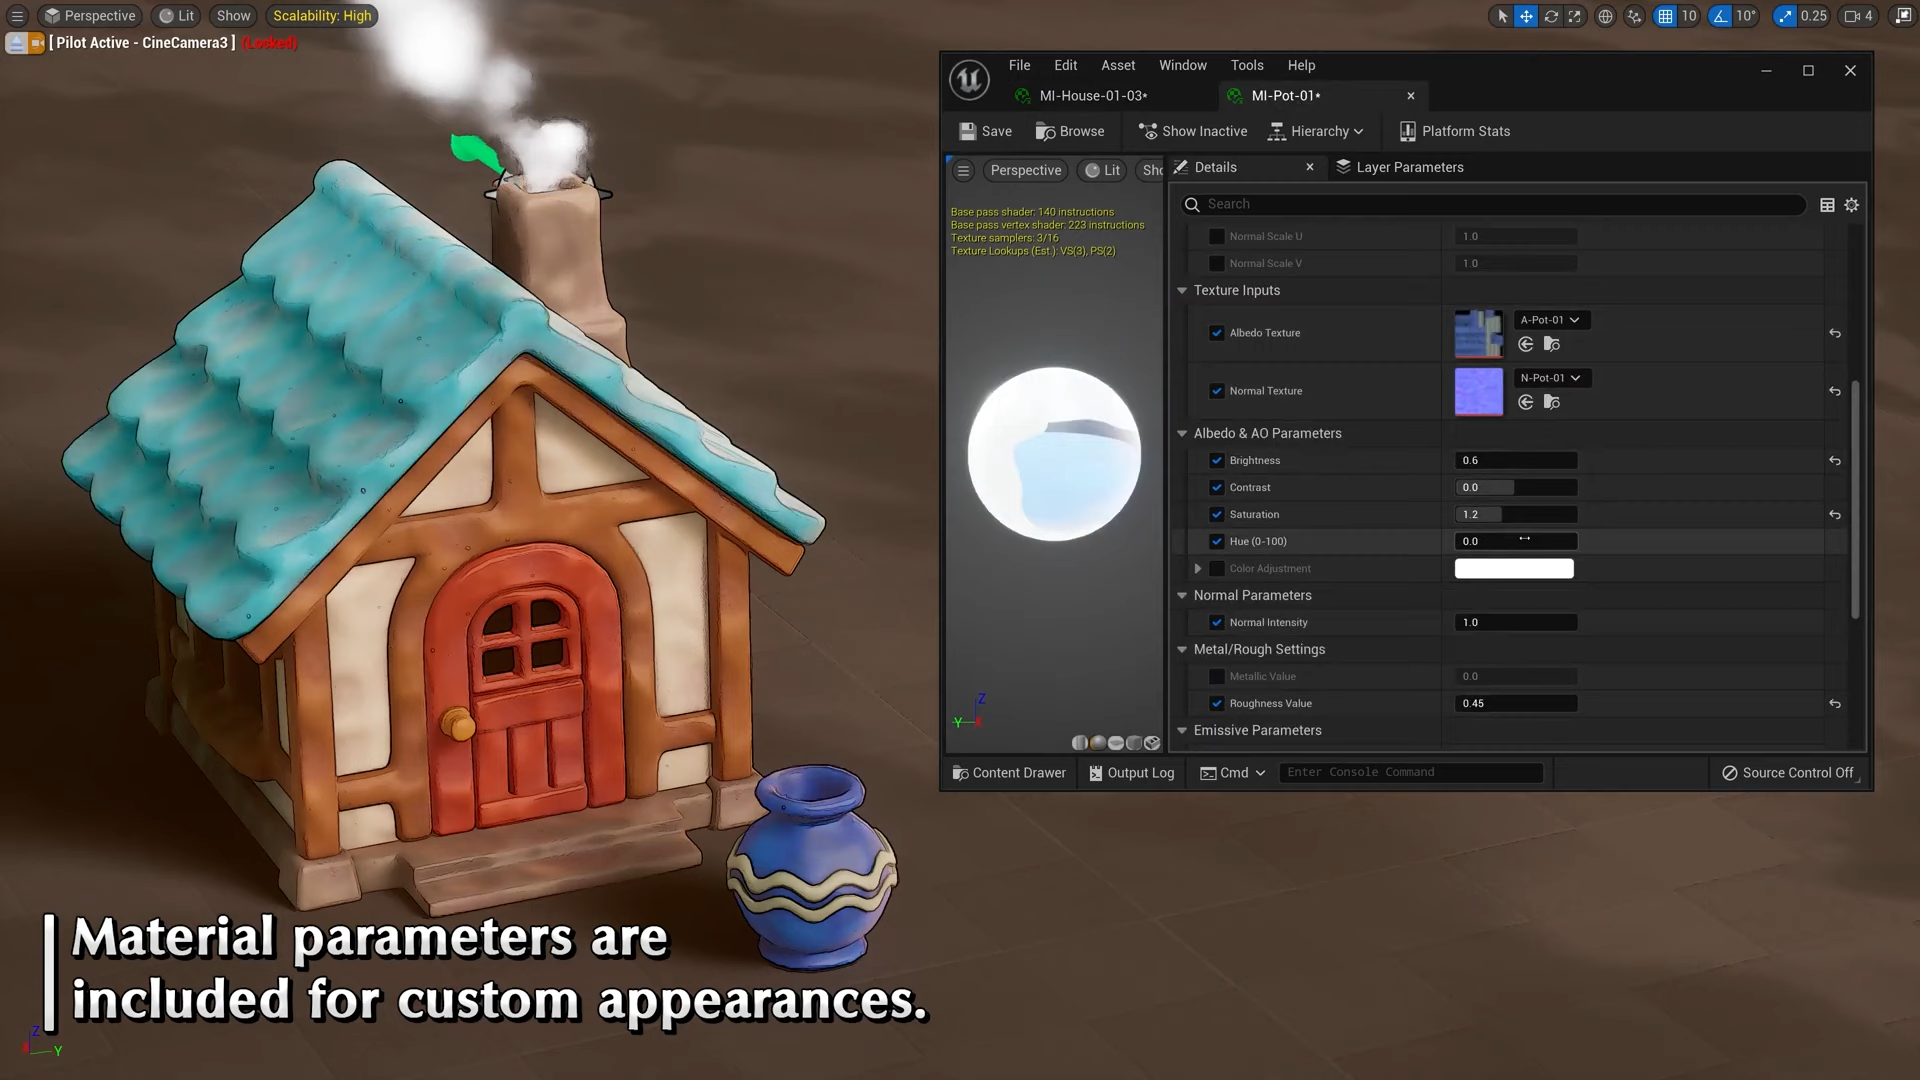 Perspective
Lit
Show
Scalability: High
10
10°
0.25
4
[ Pilot Active - CineCamera3 ] (Locked)
File Edit Asset Window Tools Help
MI-House-01-03*
MI-Pot-01*
Save
Browse
Show Inactive
Hierarchy
Platform Stats
Perspective
Lit
Sho
Details
Layer Parameters
Base pass shader: 140 instructions
Base pass vertex shader: 223 instructions
Texture samplers: 3/16
Texture Lookups (Est.): VS(3), PS(2)
Search
Normal Scale U 1.0
Normal Scale V 1.0
Texture Inputs
Albedo Texture A-Pot-01
Normal Texture N-Pot-01
Albedo & AO Parameters
Brightness 0.6
Contrast 0.0
Saturation 1.2
Hue (0-100) 0.0
Color Adjustment
Normal Parameters
Normal Intensity 1.0
Metal/Rough Settings
Metallic Value 0.0
Roughness Value 0.45
Emissive Parameters
Z
Y
X
Content Drawer
Output Log
Cmd
Enter Console Command
Source Control Off
Material parameters are
included for custom appearances.
Z
X
Y